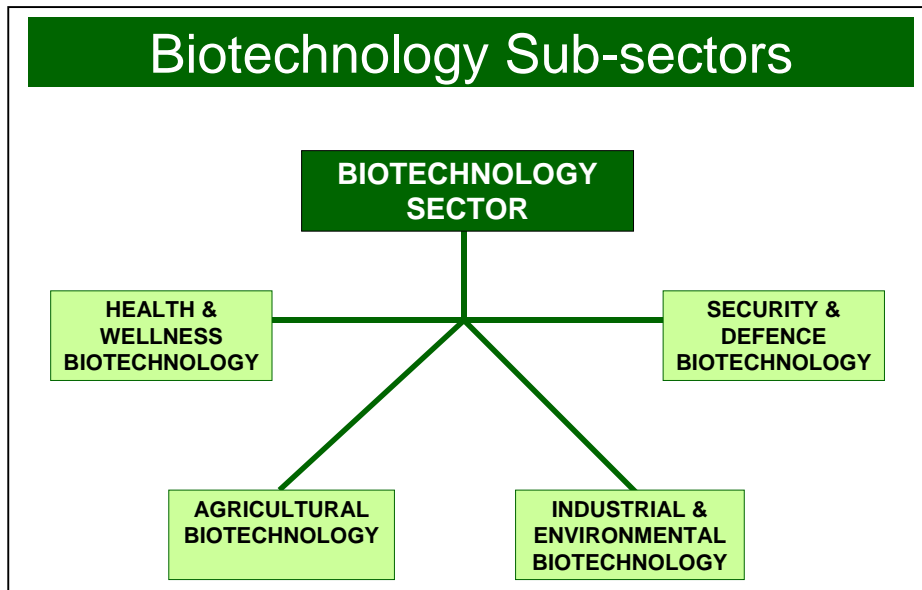 Biotechnology Sub-sectors
BIOTECHNOLOGY
SECTOR
HEALTH &
WELLNESS
BIOTECHNOLOGY
SECURITY &
DEFENCE
BIOTECHNOLOGY
AGRICULTURAL
BIOTECHNOLOGY
INDUSTRIAL &
ENVIRONMENTAL
BIOTECHNOLOGY